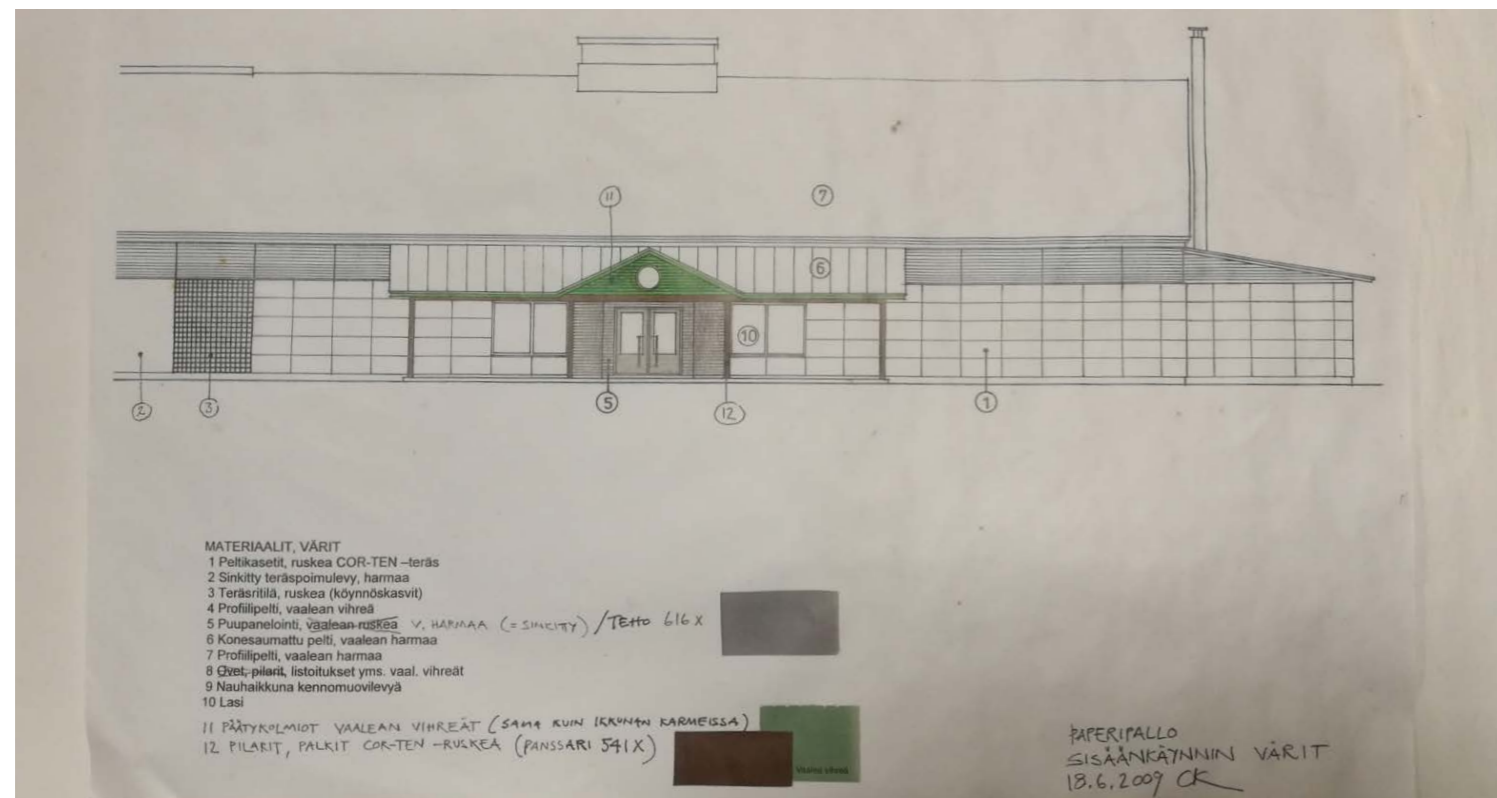 11
7
6
10
2
3
5
12
1
MATERIAALIT, VÄRIT
1 Peltikasetit, ruskea COR-TEN –teräs
2 Sinkitty teräspoimulevy, harmaa
3 Teräsritilä, ruskea (köynnöskasvit)
4 Profiilipelti, vaalean vihreä
5 Puupanelointi, vaalean ruskea V. HARMAA (= SINKITTY) / TEHO 616 X
6 Konesaumattu pelti, vaalean harmaa
7 Profiilipelti, vaalean harmaa
8 Ovet, pilarit, listoitukset yms. vaal. vihreät
9 Nauhaikkuna kennomuovilevyä
10 Lasi
11 PÄÄTYKOLMIOT VAALEAN VIHREÄT (SAMA KUIN IKKUNAN KARMEISSA)
12 PILARIT, PALKIT COR-TEN –RUSKEA (PANSSARI 541X)
Vaalea vihreä
PAPERIPALLO
SISÄÄNKÄYNNIN VÄRIT
18.6.2009 CK